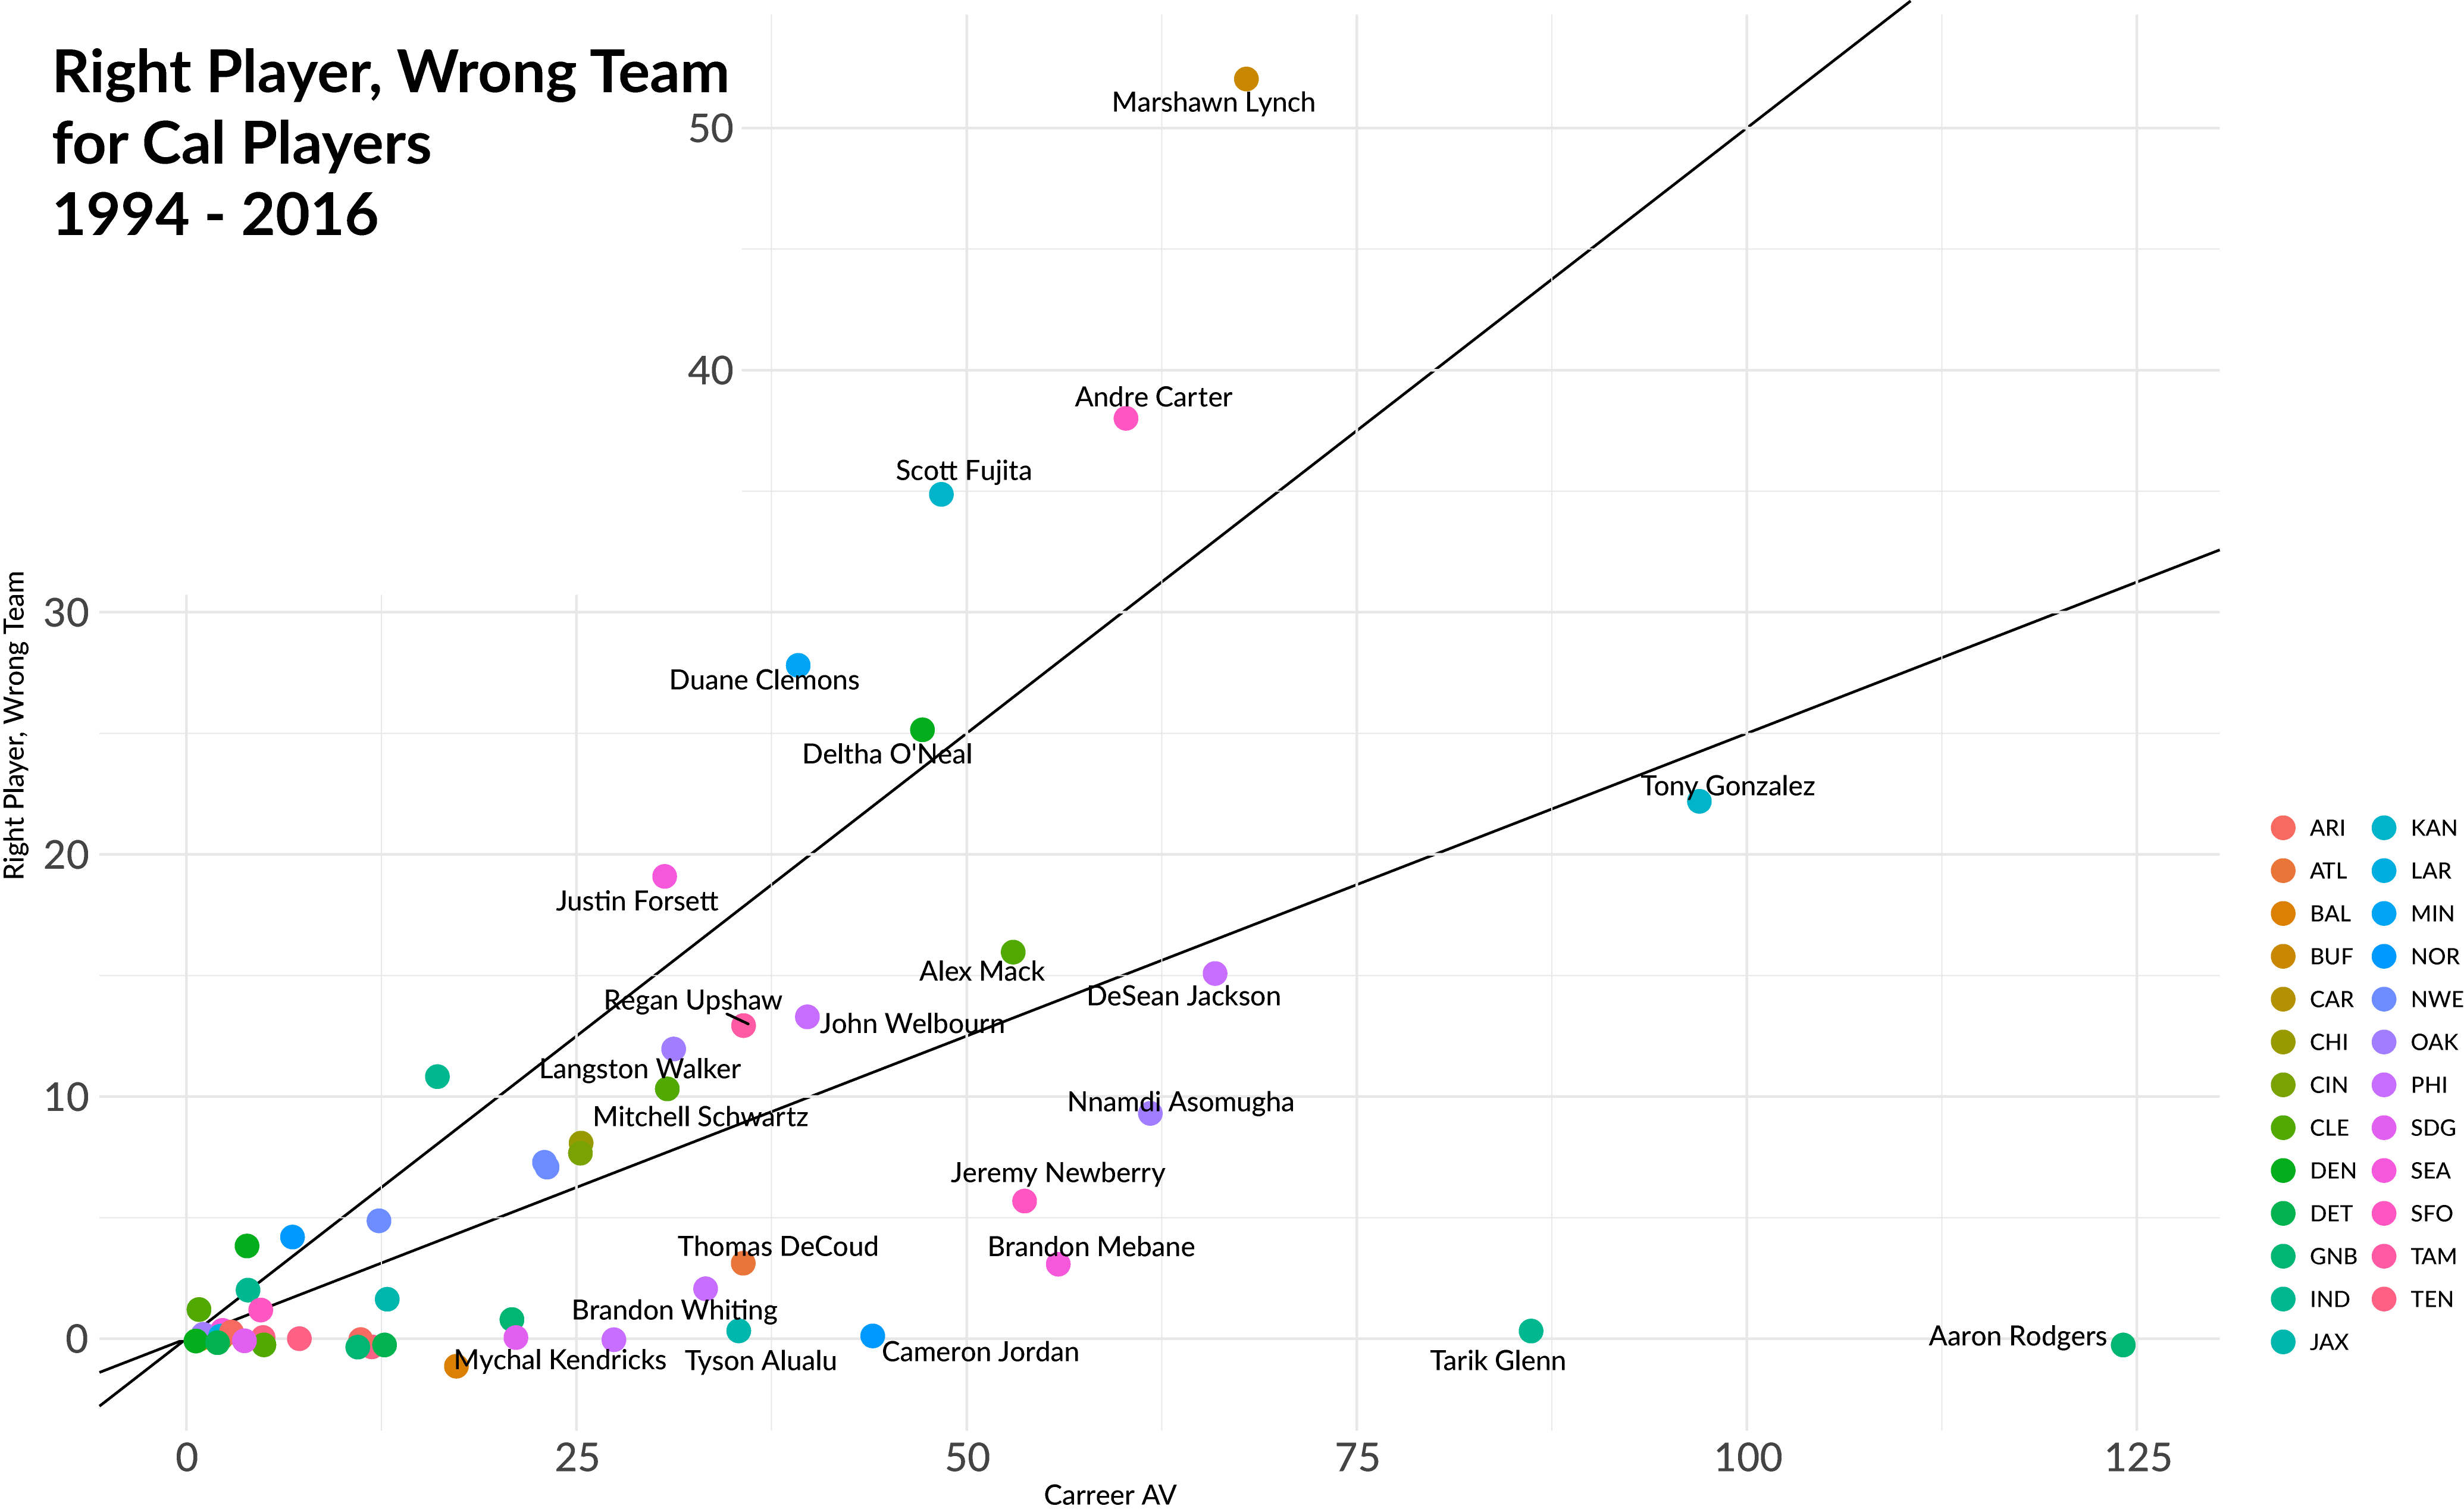 Right Player, Wrong Team
for Cal Players
1994 - 2016
Marshawn Lynch
50
40
Andre Carter
Scott Fujita
30
Right Player, Wrong Team
Duane Clemons
Deltha O'Neal
Tony Gonzalez
20
Justin Forsett
Alex Mack
DeSean Jackson
Regan Upshaw
John Welbourn
Langston Walker
10
Nnamdi Asomugha
Mitchell Schwartz
Jeremy Newberry
Thomas DeCoud
Brandon Mebane
Brandon Whiting
0
Aaron Rodgers
Cameron Jordan
Mychal Kendricks
Tyson Alualu
Tarik Glenn
0
25
50
75
100
125
Carreer AV
ARI
ATL
BAL
BUF
CAR
CHI
CIN
CLE
DEN
DET
GNB
IND
JAX
KAN
LAR
MIN
NOR
NWE
OAK
PHI
SDG
SEA
SFO
TAM
TEN